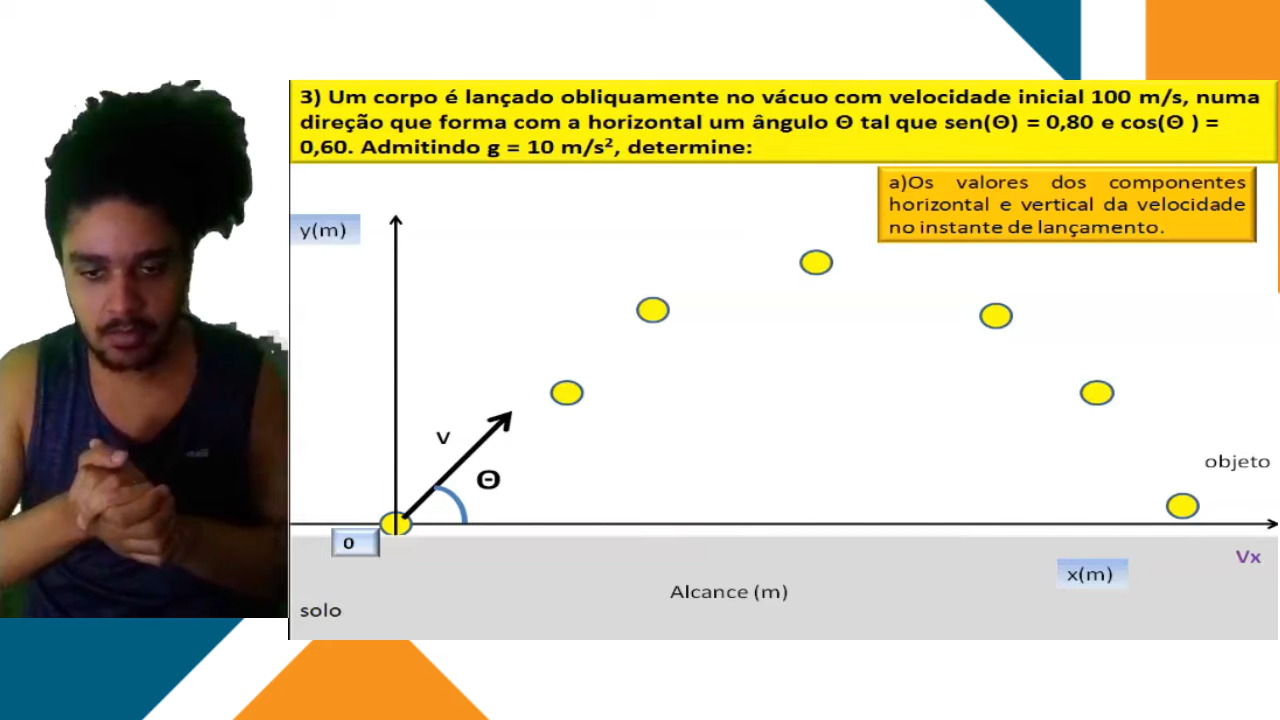 3) Um corpo é lançado obliquamente no vácuo com velocidade inicial 100 m/s, numa
direção que forma com a horizontal um ângulo Θ tal que sen(Θ) = 0,80 e cos(Θ ) =
0,60. Admitindo g = 10 m/s², determine:
a)Os valores dos componentes
horizontal e vertical da velocidade
no instante de lançamento.
y(m)
v
Θ
objeto
0
Vx
x(m)
Alcance (m)
solo